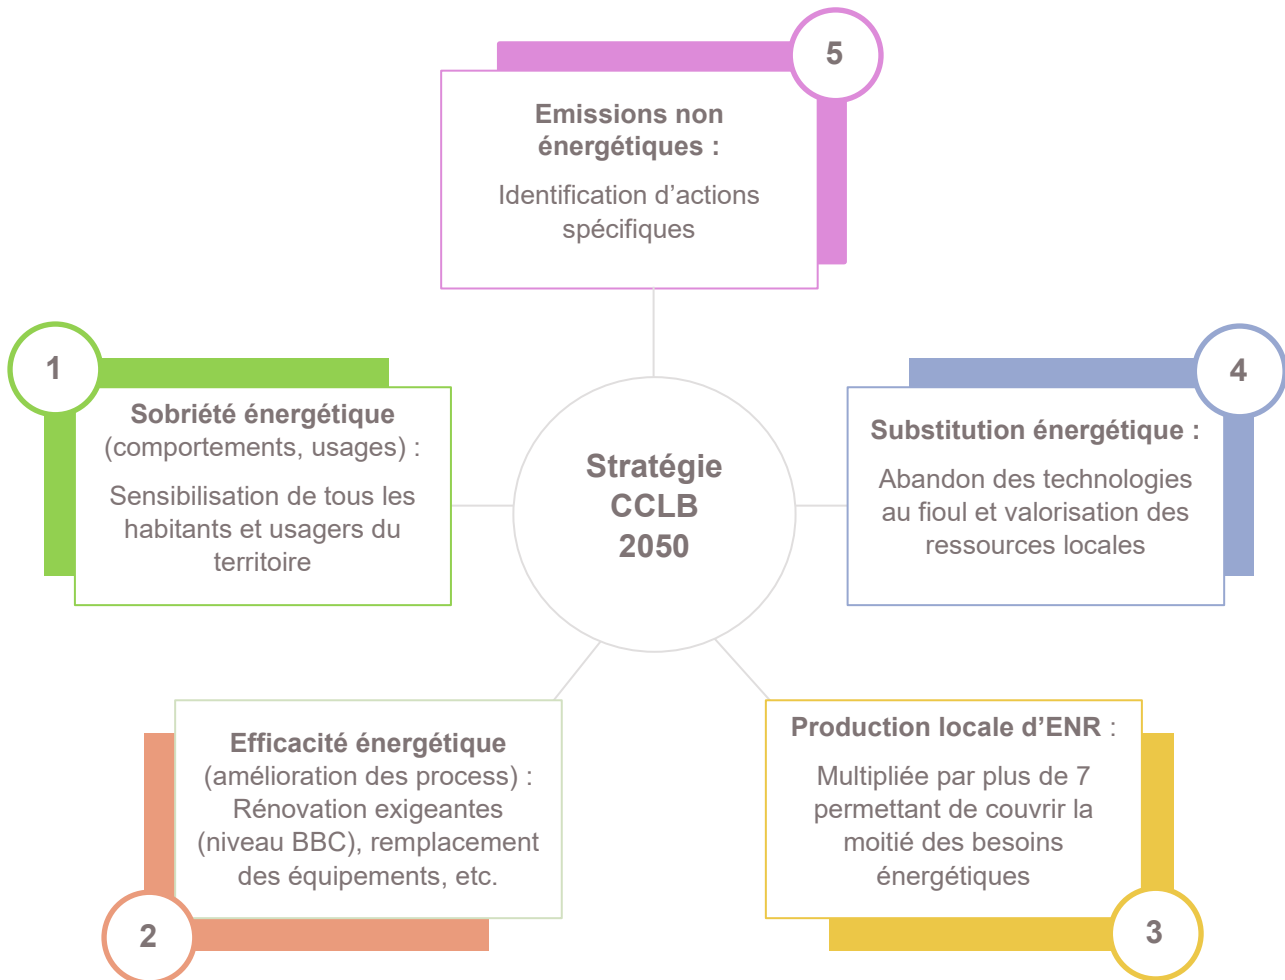 5
Emissions non
énergétiques :
Identification d’actions
spécifiques
1
Sobriété énergétique
(comportements, usages) :
Sensibilisation de tous les
habitants et usagers du
territoire
Stratégie
CCLB
2050
4
Substitution énergétique :
Abandon des technologies
au fioul et valorisation des
ressources locales
Efficacité énergétique
(amélioration des process) :
Rénovation exigeantes
(niveau BBC), remplacement
des équipements, etc.
2
Production locale d’ENR :
Multipliée par plus de 7
permettant de couvrir la
moitié des besoins
énergétiques
3